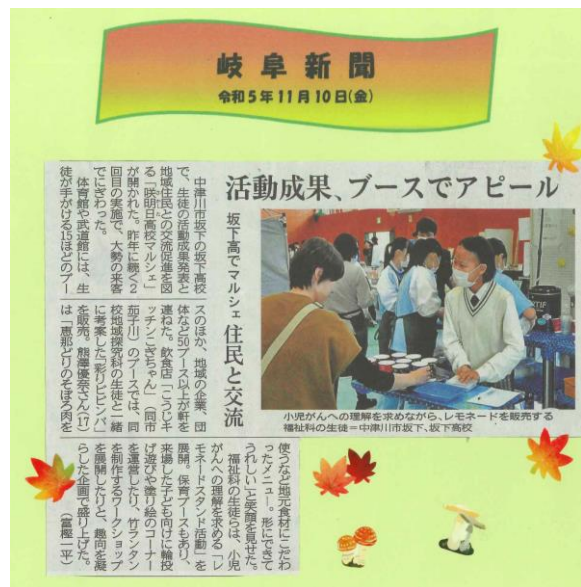 岐阜新聞
令和5年11月10日(金)
活動成果、ブースでアピール
坂下高でマルシェ 住民と交流
中津川市坂下の坂下高校
で、生徒の活動成果発表と
地域住民との交流促進を図
る「咲明日高校マルシェ」
が開かれた。昨年に続く2
回目の実施で、大勢の来客
でにぎわった。
体育館や武道館には、生
徒が手がける15ほどのブー
スのほか、地域の企業、団
体など50ブース以上が軒を
連ねた。飲食店「こうじキ
ッチンこぎちゃん」(同市
茄子川)のブースでは、同
校地域探究科の生徒と一緒
に考案した「彩りビビンバ」
を販売。熊澤優奈さん(17)
は「恵那どりのそぼろ肉を
使うなど地元食材にこだわ
ったメニュー。形にできて
うれしい」と笑顔を見せた。
福祉科の生徒らは、小児
がんへの理解を求める「レ
モネードスタンド活動」を
展開。保育ブースもあり、
来場した子ども向けに輪投
げ遊びや塗り絵のコーナー
を運営したり、竹ランタン
を制作するワークショップ
を展開したりと、趣向を凝
らした企画で盛り上げた。
(富樫一平)
小児がんへの理解を求めながら、レモネードを販売する
福祉科の生徒=中津川市坂下、坂下高校